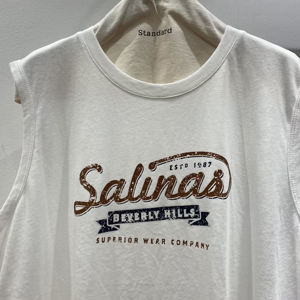 Standard
ESTD 1987
Salinas
BEVERLY HILLS
SUPERIOR WEAR COMPANY